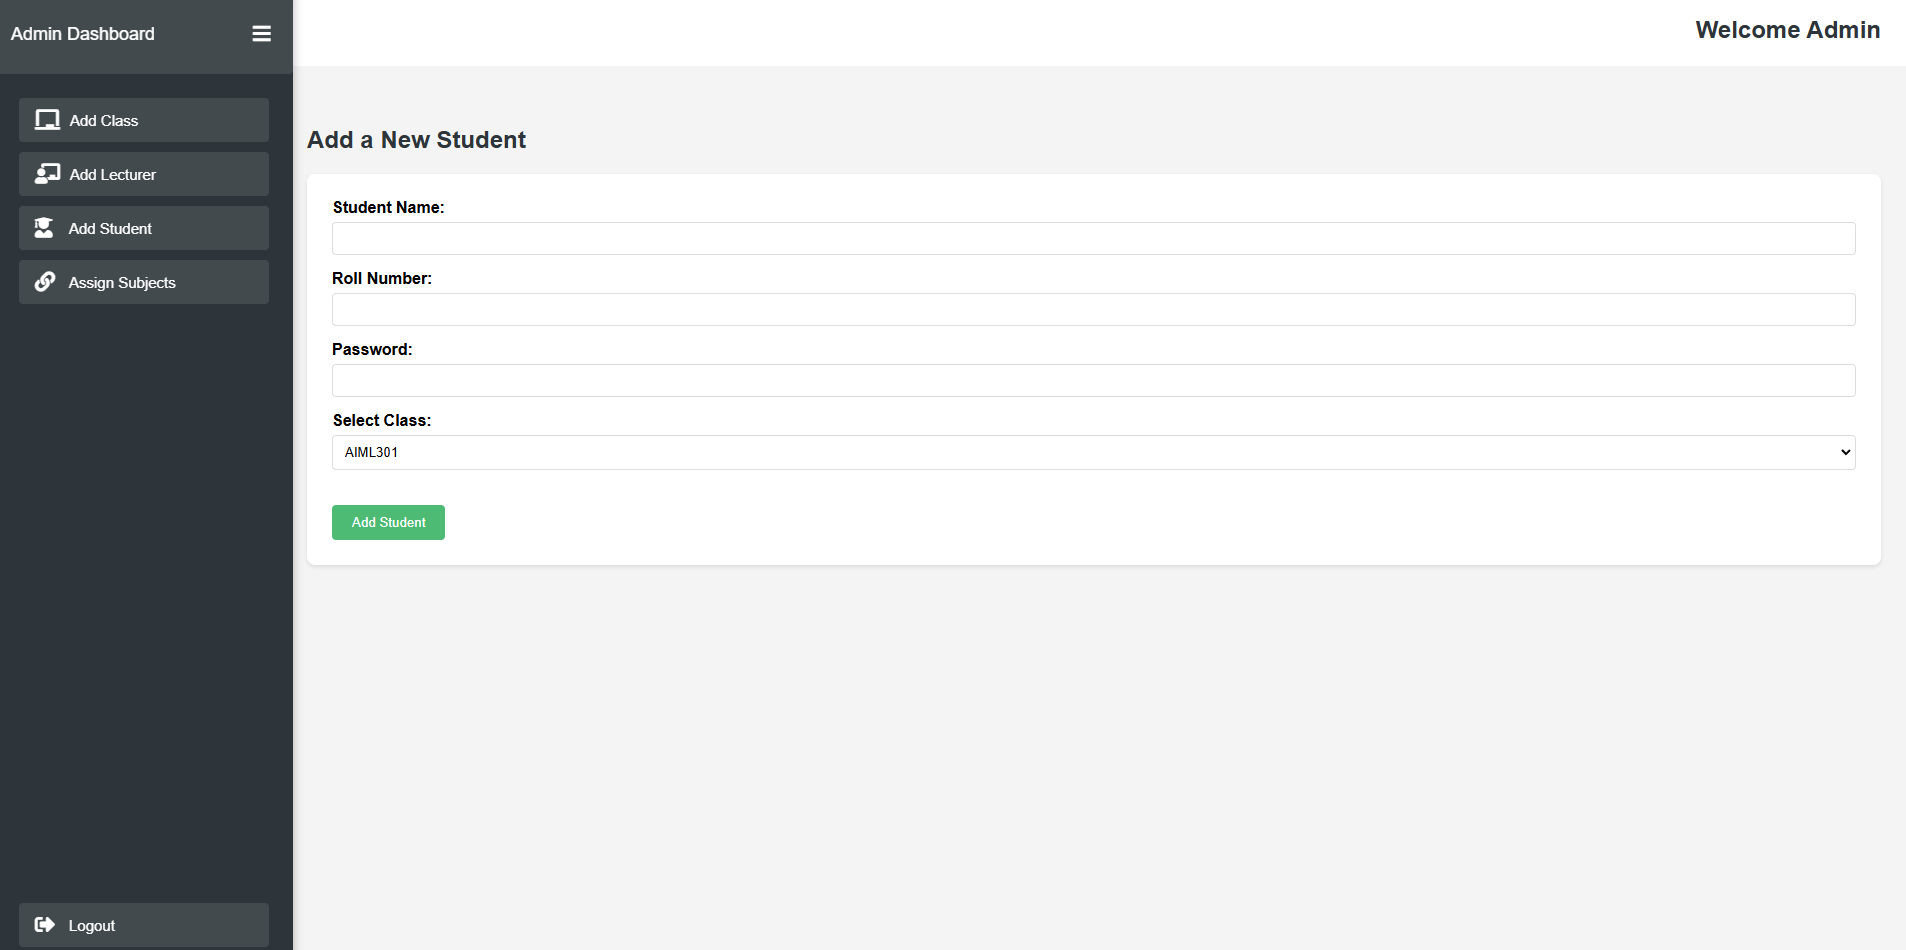 Admin Dashboard
Welcome Admin
Add Class
Add Lecturer
Add Student
Assign Subjects
Logout
Add a New Student
Student Name:
Roll Number:
Password:
Select Class:
AIML301
Add Student